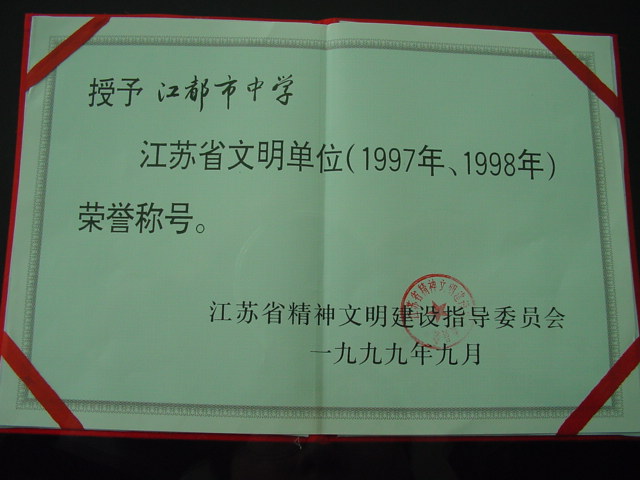 授予 江都市中学
江苏省文明单位(1997年、1998年)
荣誉称号。
江苏省精神文明建设指导委员会
一九九九年九月